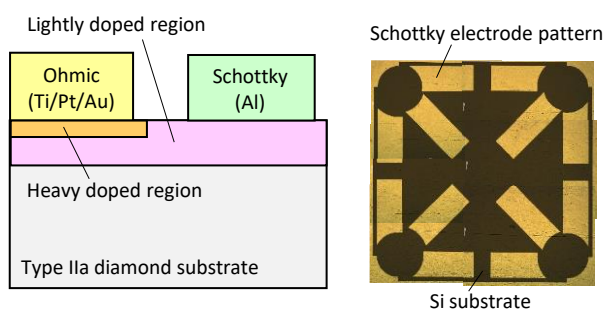 Lightly doped region
Ohmic
(Ti/Pt/Au)
Schottky
(Al)
Heavy doped region
Type IIa diamond substrate
Schottky electrode pattern
Si substrate